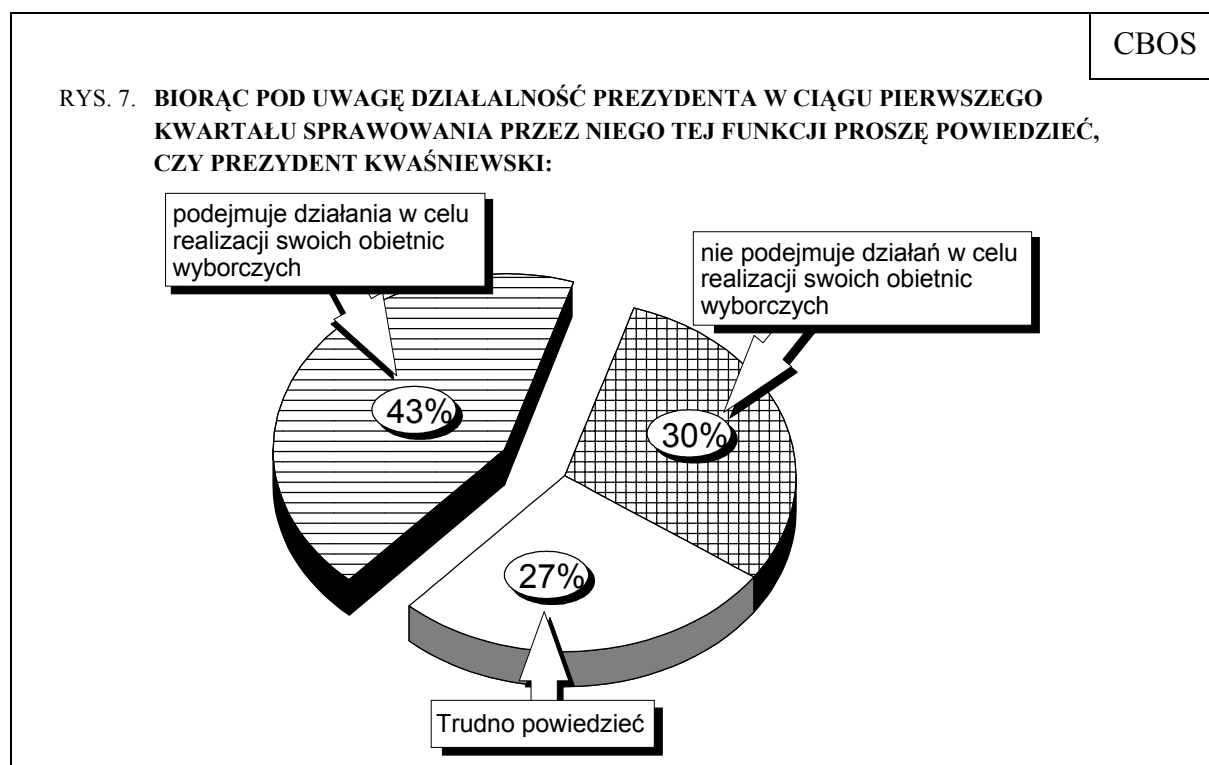 CBOS
RYS. 7. BIORĄC POD UWAGĘ DZIAŁALNOŚĆ PREZYDENTA W CIĄGU PIERWSZEGO
KWARTAŁU SPRAWOWANIA PRZEZ NIEGO TEJ FUNKCJI PROSZĘ POWIEDZIEĆ,
CZY PREZYDENT KWAŚNIEWSKI:
podejmuje działania w celu
realizacji swoich obietnic
wyborczych
nie podejmuje działań w celu
realizacji swoich obietnic
wyborczych
43%
30%
27%
Trudno powiedzieć